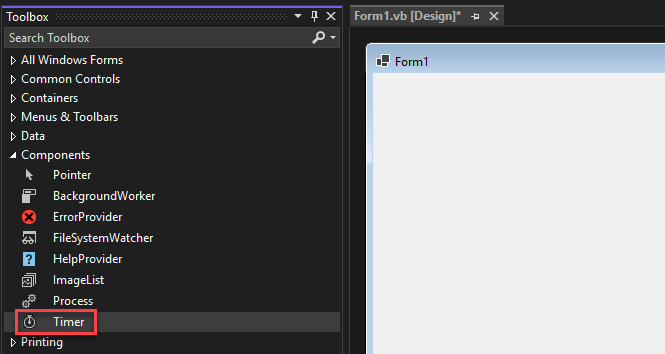 Toolbox
Search Toolbox
All Windows Forms
Common Controls
Containers
Menus & Toolbars
Data
Components
Pointer
BackgroundWorker
ErrorProvider
FileSystemWatcher
HelpProvider
ImageList
Process
Timer
Printing
Form1.vb [Design]*
Form1